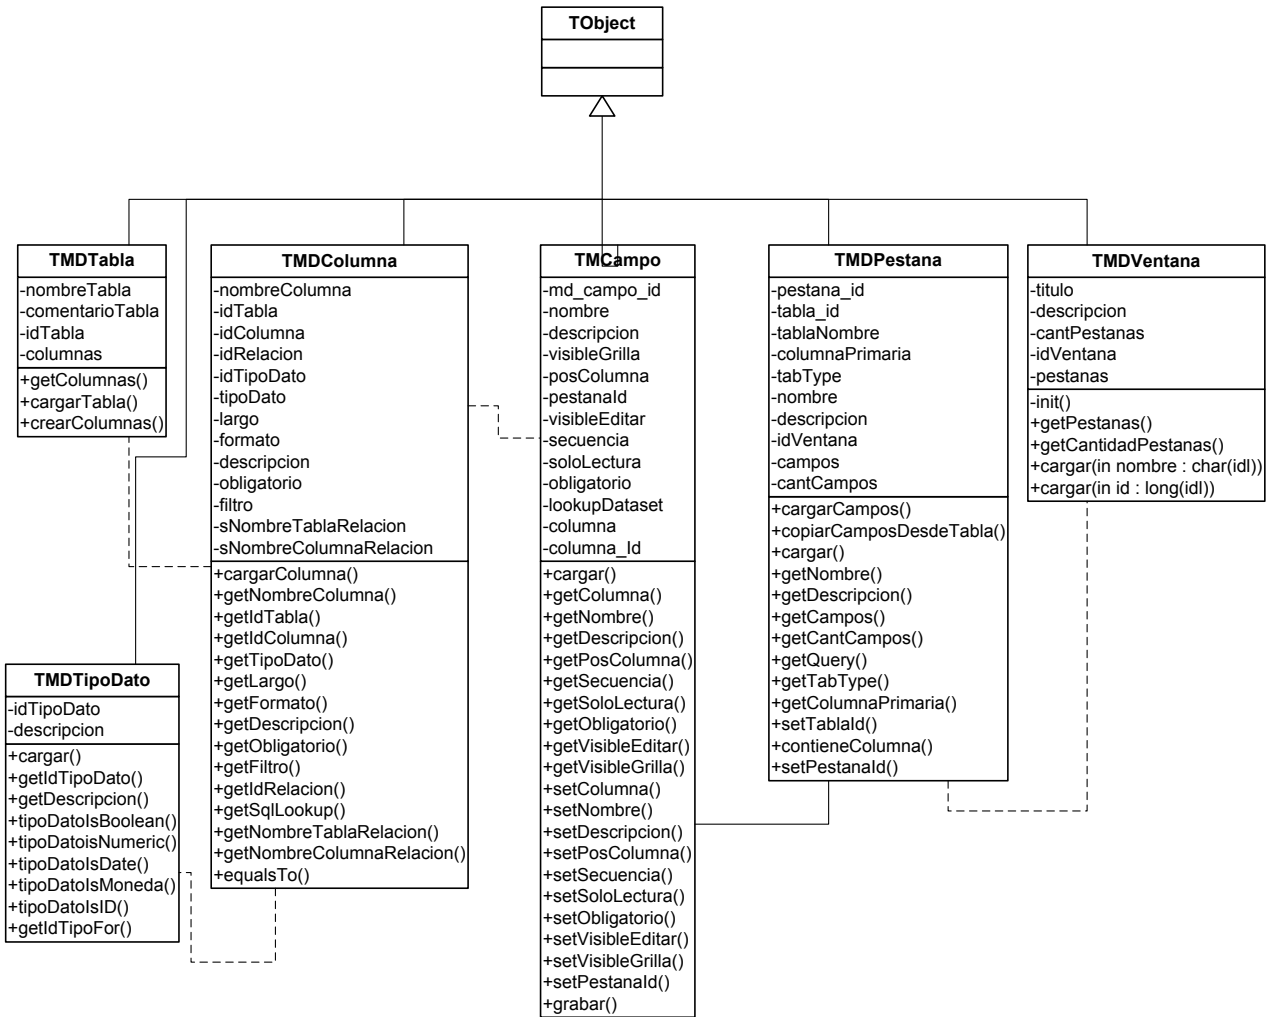 TObject
TMDTabla
-nombreTabla
-comentarioTabla
-idTabla
-columnas
+getColumnas()
+cargarTabla()
+crearColumnas()
TMDColumna
-nombreColumna
-idTabla
-idColumna
-idRelacion
-idTipoDato
-tipoDato
-largo
-formato
-descripcion
-obligatorio
-filtro
-sNombreTablaRelacion
-sNombreColumnaRelacion
+cargarColumna()
+getNombreColumna()
+getIdTabla()
+getIdColumna()
+getTipoDato()
+getLargo()
+getFormato()
+getDescripcion()
+getObligatorio()
+getFiltro()
+getIdRelacion()
+getSqlLookup()
+getNombreTablaRelacion()
+getNombreColumnaRelacion()
+equalsTo()
TMCampo
-md_campo_id
-nombre
-descripcion
-visibleGrilla
-posColumna
-pestanaId
-visibleEditar
-secuencia
-soloLectura
-obligatorio
-lookupDataset
-columna
-columna_Id
+cargar()
+getColumna()
+getNombre()
+getDescripcion()
+getPosColumna()
+getSecuencia()
+getSoloLectura()
+getObligatorio()
+getVisibleEditar()
+getVisibleGrilla()
+setColumna()
+setNombre()
+setDescripcion()
+setPosColumna()
+setSecuencia()
+setSoloLectura()
+setObligatorio()
+setVisibleEditar()
+setVisibleGrilla()
+setPestanaId()
+grabar()
TMDPestana
-pestana_id
-tabla_id
-tablaNombre
-columnaPrimaria
-tabType
-nombre
-descripcion
-idVentana
-campos
-cantCampos
+cargarCampos()
+copiarCamposDesdeTabla()
+cargar()
+getNombre()
+getDescripcion()
+getCampos()
+getCantCampos()
+getQuery()
+getTabType()
+getColumnaPrimaria()
+setTablaId()
+contieneColumna()
+setPestanaId()
TMDVentana
-titulo
-descripcion
-cantPestanas
-idVentana
-pestanas
-init()
+getPestanas()
+getCantidadPestanas()
+cargar(in nombre : char(idl))
+cargar(in id : long(idl))
TMDTipoDato
-idTipoDato
-descripcion
+cargar()
+getIdTipoDato()
+getDescripcion()
+tipoDatoIsBoolean()
+tipoDatoisNumeric()
+tipoDatoIsDate()
+tipoDatoIsMoneda()
+tipoDatoIsID()
+getIdTipoFor()